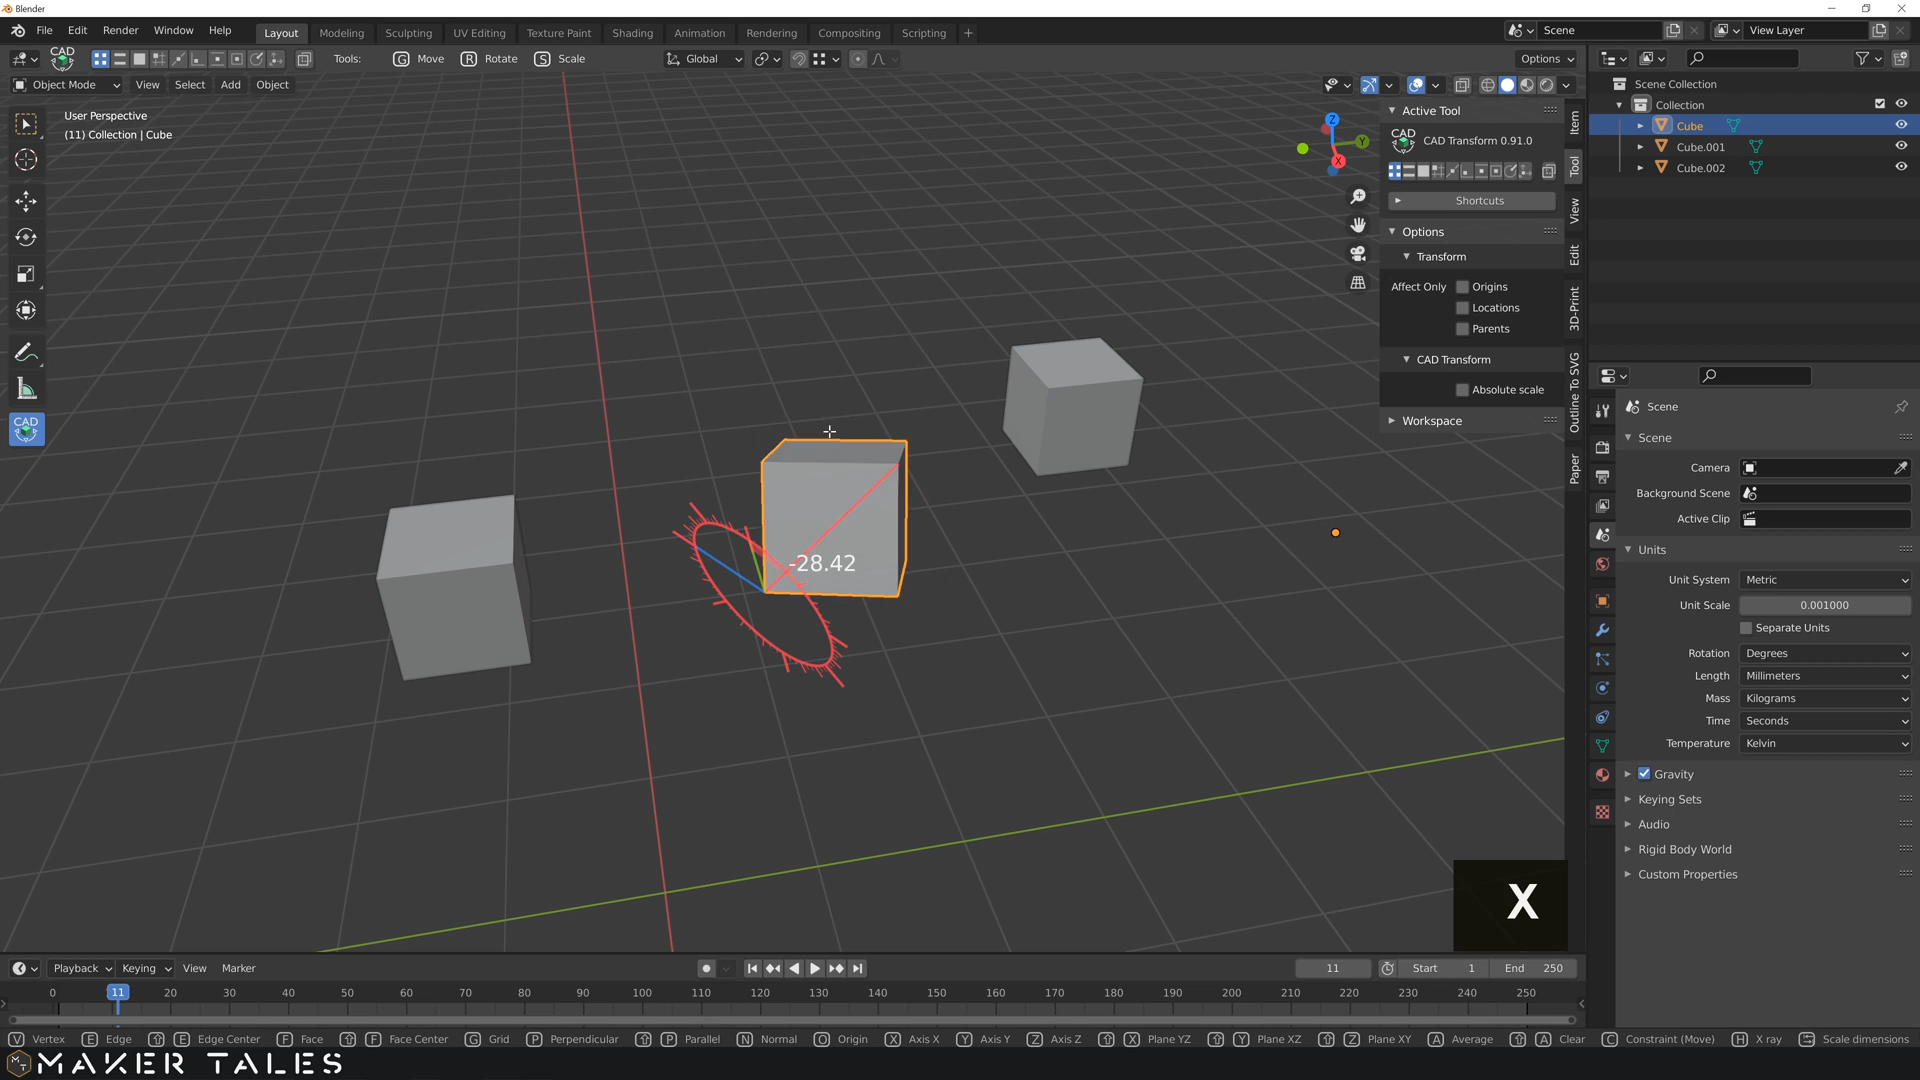 Blender
File Edit Render Window Help
Layout Modeling Sculpting UV Editing Texture Paint Shading Animation Rendering Compositing Scripting +
Scene
View Layer
CAD
Tools: G Move R Rotate S Scale
Global
Options
Object Mode View Select Add Object
User Perspective
(11) Collection | Cube
CAD
Z
Y
X
-28.42
X
Active Tool
CAD
CAD Transform 0.91.0
Shortcuts
Options
Transform
Affect Only Origins
Locations
Parents
CAD Transform
Absolute scale
Workspace
Item
Tool
View
Edit
3D-Print
Outline To SVG
Paper
Scene Collection
Collection
Cube
Cube.001
Cube.002
Scene
Scene
Camera
Background Scene
Active Clip
Units
Unit System Metric
Unit Scale 0.001000
Separate Units
Rotation Degrees
Length Millimeters
Mass Kilograms
Time Seconds
Temperature Kelvin
Gravity
Keying Sets
Audio
Rigid Body World
Custom Properties
Playback Keying View Marker
11 Start 1 End 250
0 11 20 30 40 50 60 70 80 90 100 110 120 130 140 150 160 170 180 190 200 210 220 230 240 250
V Vertex E Edge E Edge Center F Face F Face Center G Grid P Perpendicular P Parallel N Normal O Origin X Axis X Y Axis Y Z Axis Z X Plane YZ Y Plane XZ Z Plane XY A Average A Clear C Constraint (Move) H X ray Scale dimensions
MAKER TALES